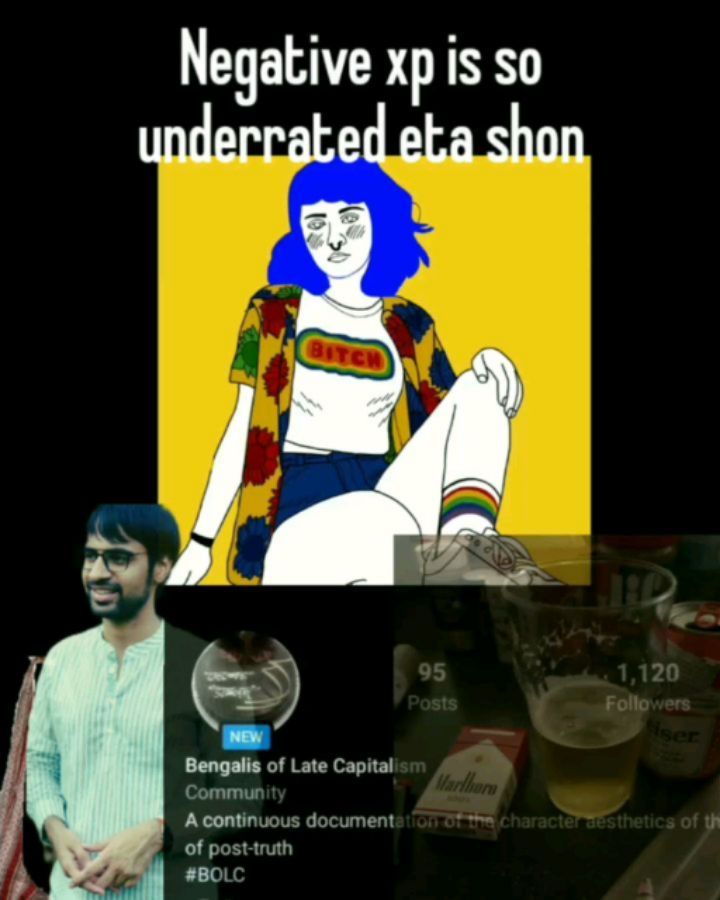 Negative xp is so
underrated eta shon
BITCH
95
1,120
Posts
Followers
NEW
Bengalis of Late Capitalism
Community
A continuous documentation of the character aesthetics of th
of post-truth
#BOLC
Marlboro